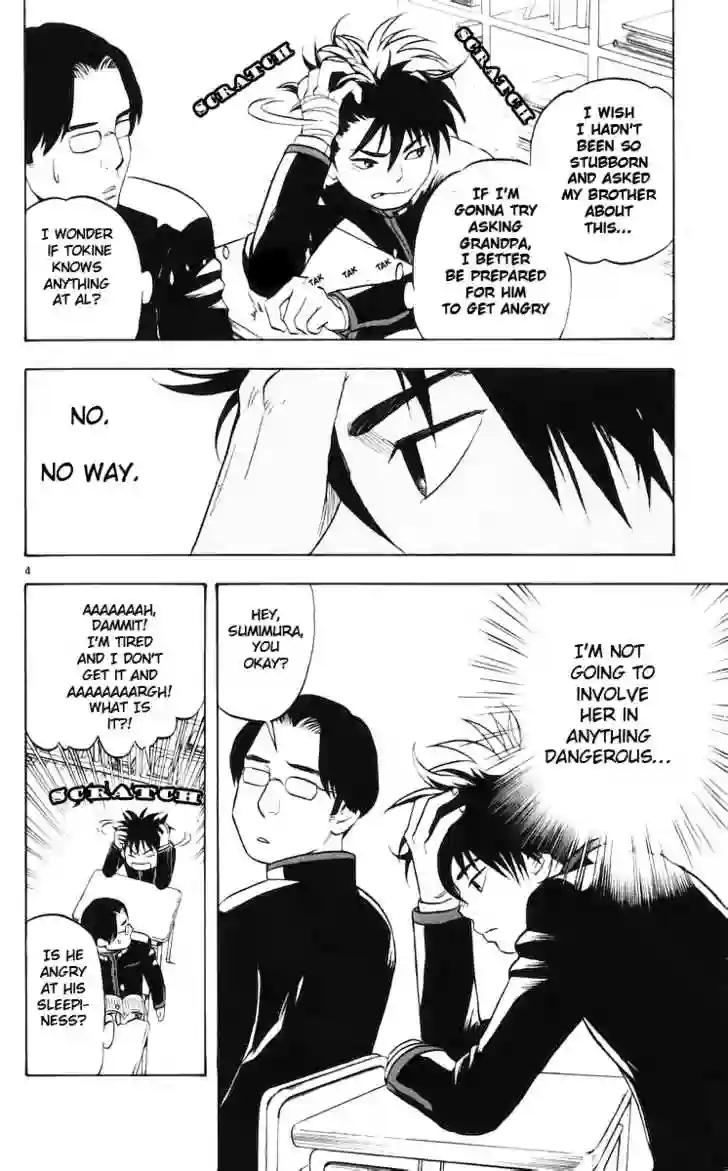 SCRATCH
SCRATCH
I WISH
I HADN'T
BEEN SO
STUBBORN
AND ASKED
MY BROTHER
ABOUT
THIS...
IF I'M
GONNA TRY
ASKING
GRANDPA,
I BETTER
BE PREPARED
FOR HIM
TO GET ANGRY
TAK
TAK
TAK
I WONDER
IF TOKINE
KNOWS
ANYTHING
AT AL?
NO.
NO WAY.
4
I'M NOT
GOING TO
INVOLVE
HER IN
ANYTHING
DANGEROUS...
HEY,
SUMIMURA,
YOU
OKAY?
AAAAAAAH,
DAMMIT!
I'M TIRED
AND I DON'T
GET IT AND
AAAAAAAARGH!
WHAT IS
IT?!
SCRATCH
IS HE
ANGRY
AT HIS
SLEEPI-
NESS?